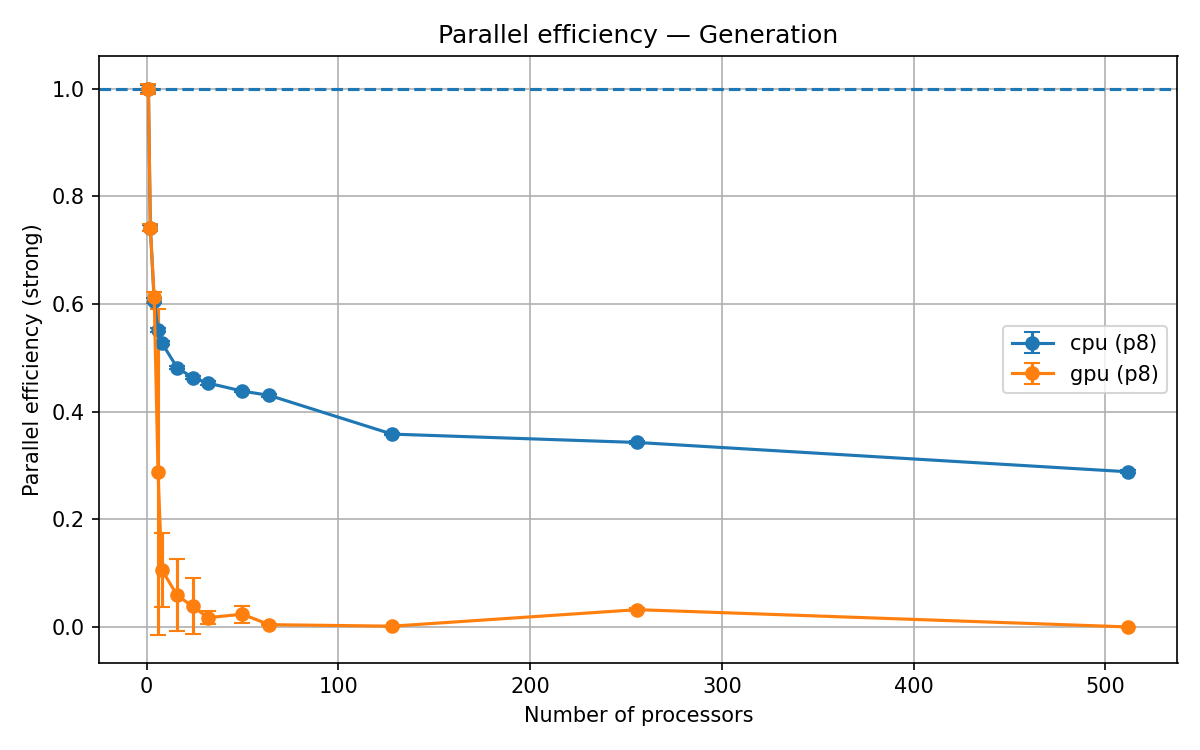 Parallel efficiency — Generation
Parallel efficiency (strong)
1.0
0.8
0.6
0.4
0.2
0.0
cpu (p8)
gpu (p8)
0 100 200 300 400 500
Number of processors